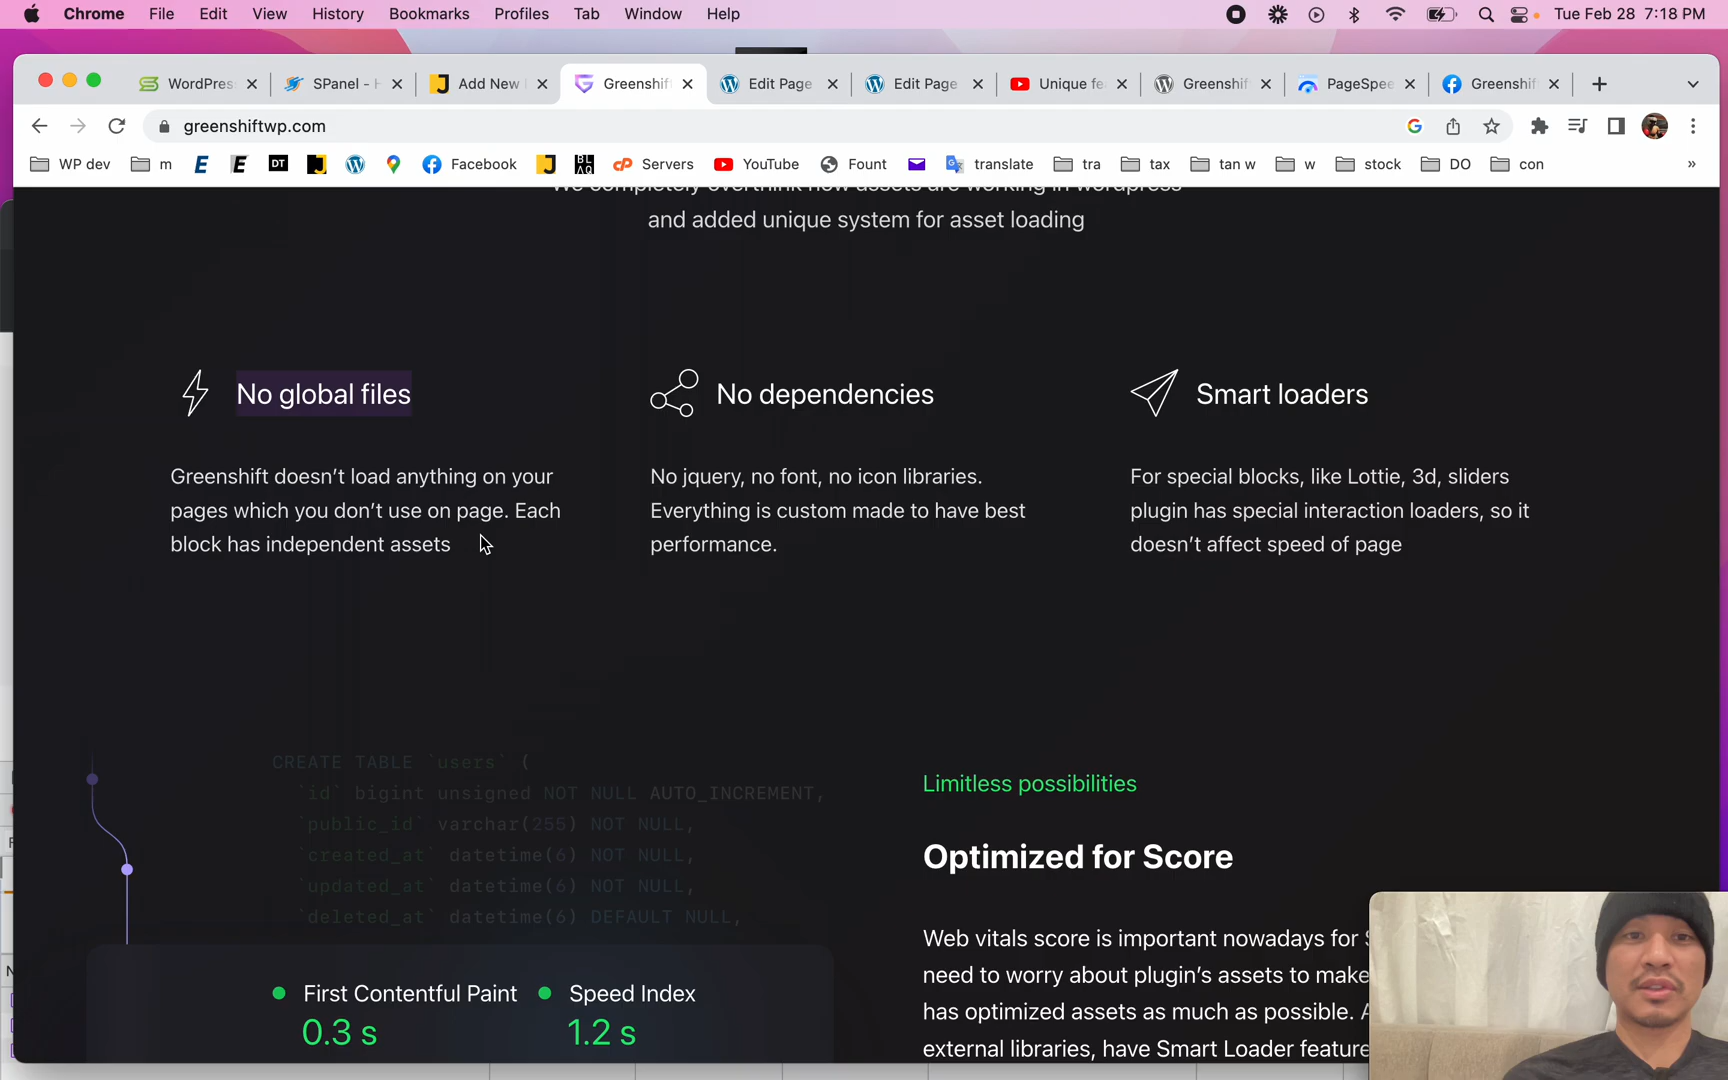 Chrome File Edit View History Bookmarks Profiles Tab Window Help Tue Feb 28 7:18 PM
WordPres SPanel - H Add New Greenshif Edit Page Edit Page Unique fe Greenshif PageSpee Greenshif
greenshiftwp.com
WP dev m Facebook Servers YouTube Fount translate tra tax tan w w stock DO con »
We completely overthink how assets are working in wordpress
and added unique system for asset loading
No global files
Greenshift doesn't load anything on your
pages which you don't use on page. Each
block has independent assets
No dependencies
No jquery, no font, no icon libraries.
Everything is custom made to have best
performance.
Smart loaders
For special blocks, like Lottie, 3d, sliders
plugin has special interaction loaders, so it
doesn't affect speed of page
CREATE TABLE `users` (
`id` bigint unsigned NOT NULL AUTO_INCREMENT,
`public_id` varchar(255) NOT NULL,
`created_at` datetime(6) NOT NULL,
`updated_at` datetime(6) NOT NULL,
`deleted_at` datetime(6) DEFAULT NULL,
First Contentful Paint
0.3 s
Speed Index
1.2 s
Limitless possibilities
Optimized for Score
Web vitals score is important nowadays for
need to worry about plugin's assets to make
has optimized assets as much as possible.
external libraries, have Smart Loader feature